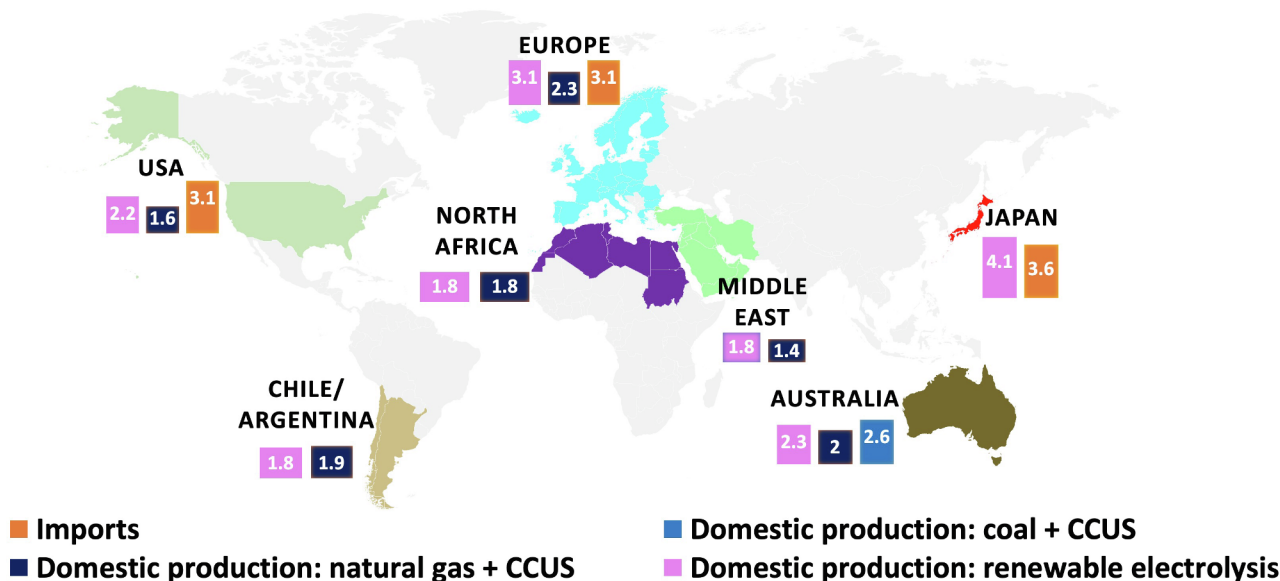 EUROPE
3.1 2.3 3.1
USA
2.2 1.6 3.1
NORTH
AFRICA
1.8 1.8
JAPAN
4.1 3.6
MIDDLE
EAST
1.8 1.4
CHILE/
ARGENTINA
1.8 1.9
AUSTRALIA
2.3 2 2.6
Imports
Domestic production: coal + CCUS
Domestic production: natural gas + CCUS
Domestic production: renewable electrolysis